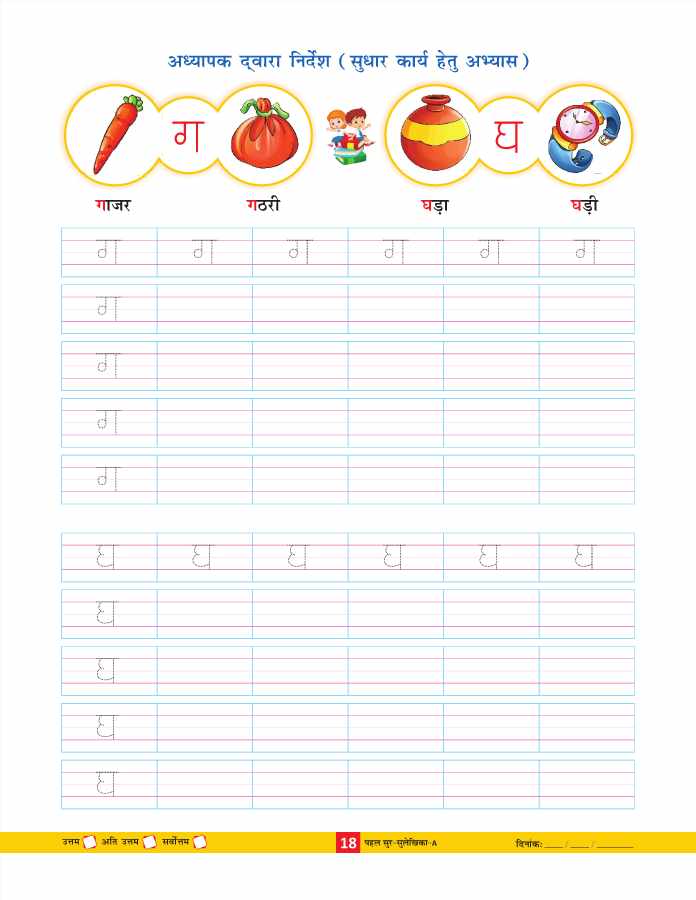 अध्यापक द्‌वारा निर्देश ( सुधार कार्य हेतु अभ्यास )
ग घ
गाजर गठरी घड़ा घड़ी
ग ग ग ग ग ग
ग
ग
ग
ग
घ घ घ घ घ घ
घ
घ
घ
घ
उत्तम अति उत्तम सर्वोत्तम 18 पहल सुर-सुलेखिका-A दिनांक: ____ / ____ / ________